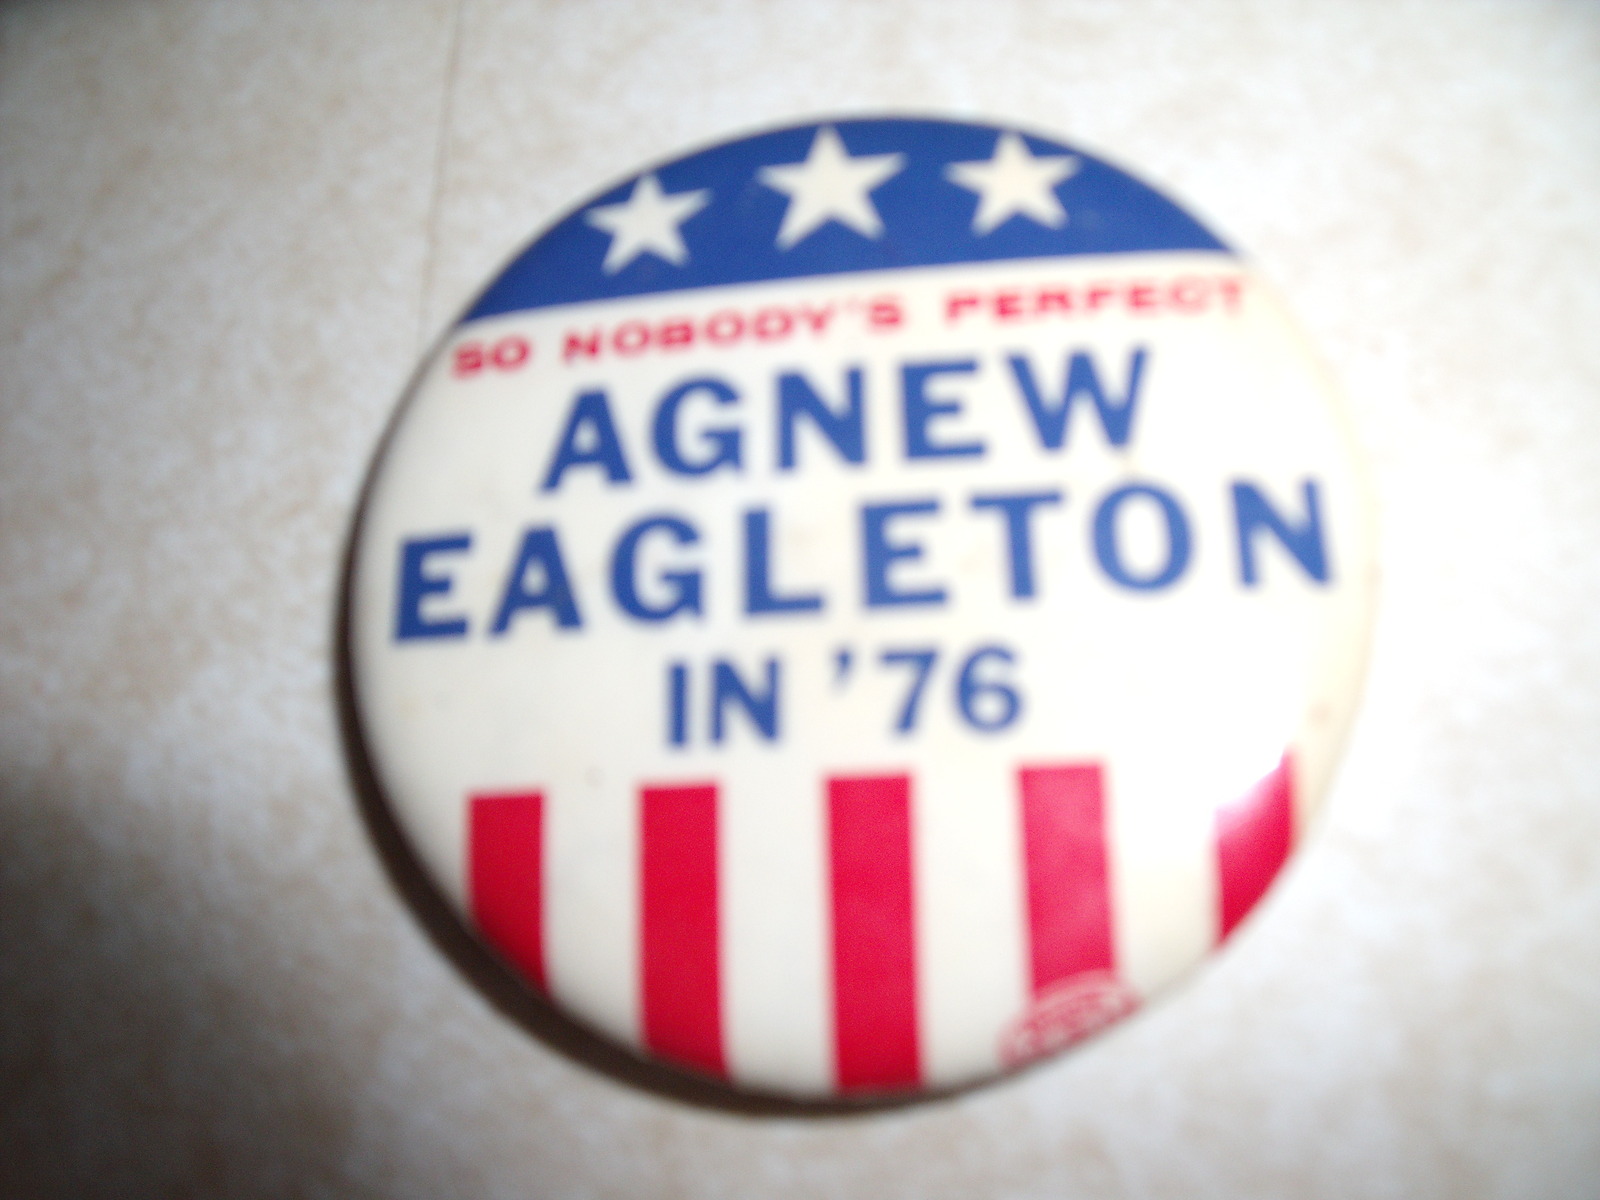 SO NOBODY'S PERFECT
AGNEW
EAGLETON
IN '76